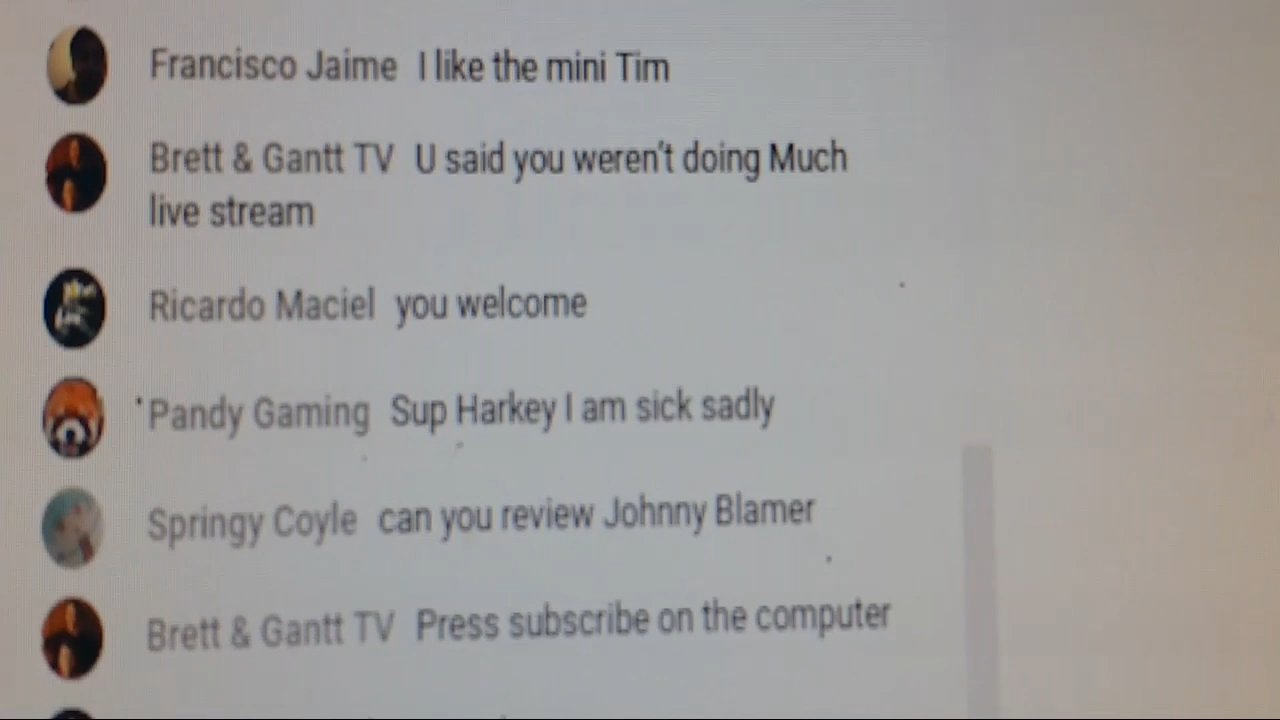 Francisco Jaime I like the mini Tim
Brett & Gantt TV U said you weren't doing Much
live stream
Ricardo Maciel you welcome
Pandy Gaming Sup Harkey I am sick sadly
Springy Coyle can you review Johnny Blamer
Brett & Gantt TV Press subscribe on the computer